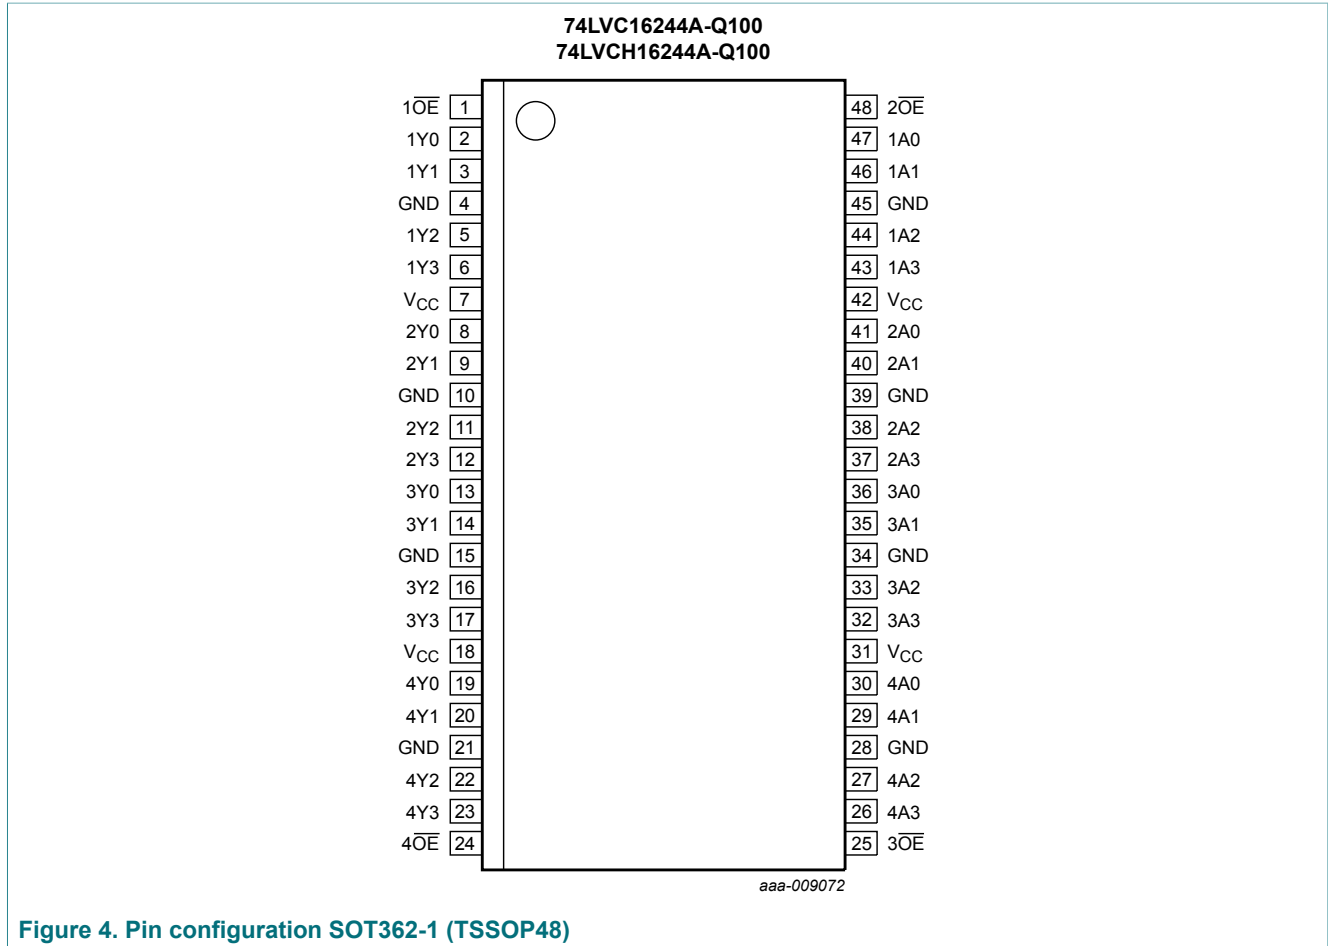 74LVC16244A-Q100
74LVCH16244A-Q100
1O̅E̅ 1 48 2O̅E̅
1Y0 2 47 1A0
1Y1 3 46 1A1
GND 4 45 GND
1Y2 5 44 1A2
1Y3 6 43 1A3
VCC 7 42 VCC
2Y0 8 41 2A0
2Y1 9 40 2A1
GND 10 39 GND
2Y2 11 38 2A2
2Y3 12 37 2A3
3Y0 13 36 3A0
3Y1 14 35 3A1
GND 15 34 GND
3Y2 16 33 3A2
3Y3 17 32 3A3
VCC 18 31 VCC
4Y0 19 30 4A0
4Y1 20 29 4A1
GND 21 28 GND
4Y2 22 27 4A2
4Y3 23 26 4A3
4O̅E̅ 24 25 3O̅E̅
aaa-009072
Figure 4. Pin configuration SOT362-1 (TSSOP48)